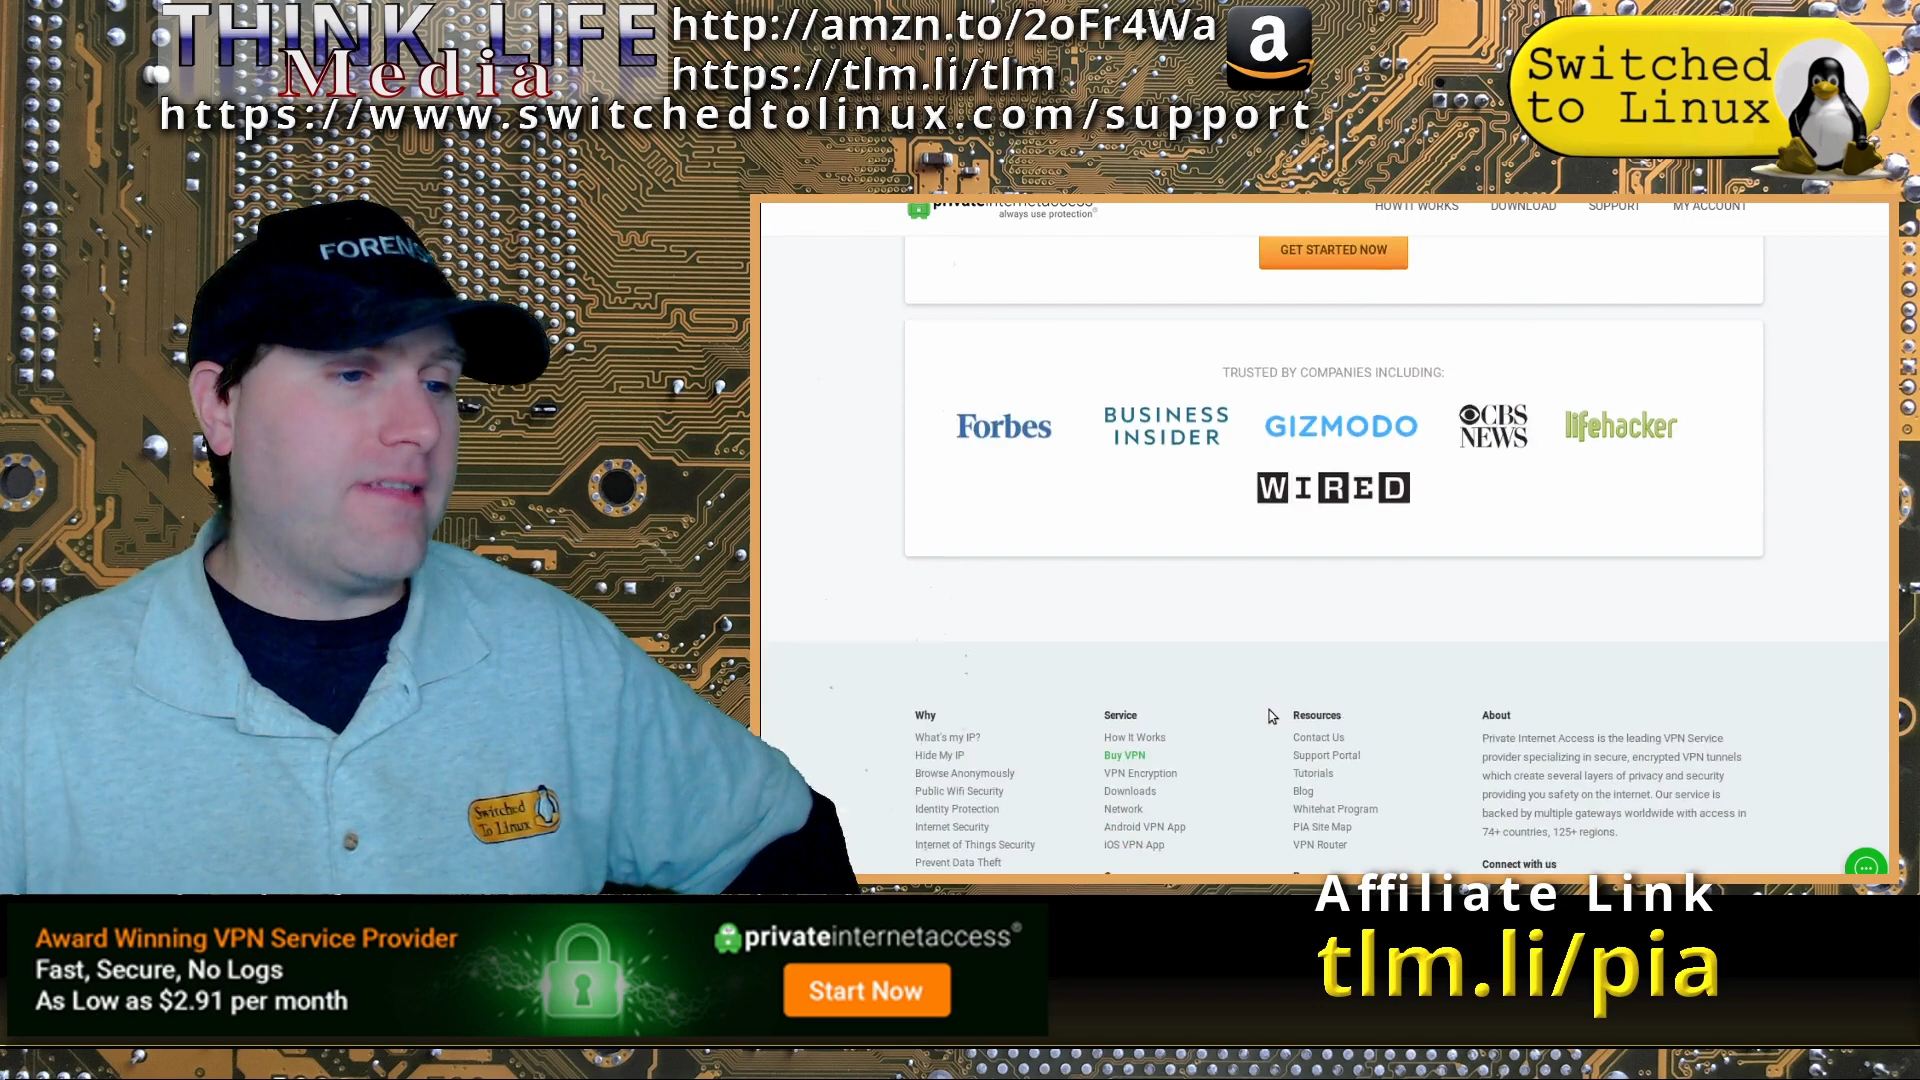 THINK LIFE
Media
http://amzn.to/2oFr4Wa
https://tlm.li/tlm
https://www.switchedtolinux.com/support
a
Switched
to Linux
FORENS
Switched
To Linux
privateinternetaccess
always use protection
HOW IT WORKS
DOWNLOAD
SUPPORT
MY ACCOUNT
GET STARTED NOW
TRUSTED BY COMPANIES INCLUDING:
Forbes
BUSINESS
INSIDER
GIZMODO
CBS
NEWS
lifehacker
WIRED
Why
What's my IP?
Hide My IP
Browse Anonymously
Public Wifi Security
Identity Protection
Internet Security
Internet of Things Security
Prevent Data Theft
Service
How It Works
Buy VPN
VPN Encryption
Downloads
Network
Android VPN App
iOS VPN App
Resources
Contact Us
Support Portal
Tutorials
Blog
Whitehat Program
PIA Site Map
VPN Router
About
Private Internet Access is the leading VPN Service
provider specializing in secure, encrypted VPN tunnels
which create several layers of privacy and security
providing you safety on the internet. Our service is
backed by multiple gateways worldwide with access in
74+ countries, 125+ regions.
Connect with us
Award Winning VPN Service Provider
Fast, Secure, No Logs
As Low as $2.91 per month
privateinternetaccess®
Start Now
Affiliate Link
tlm.li/pia